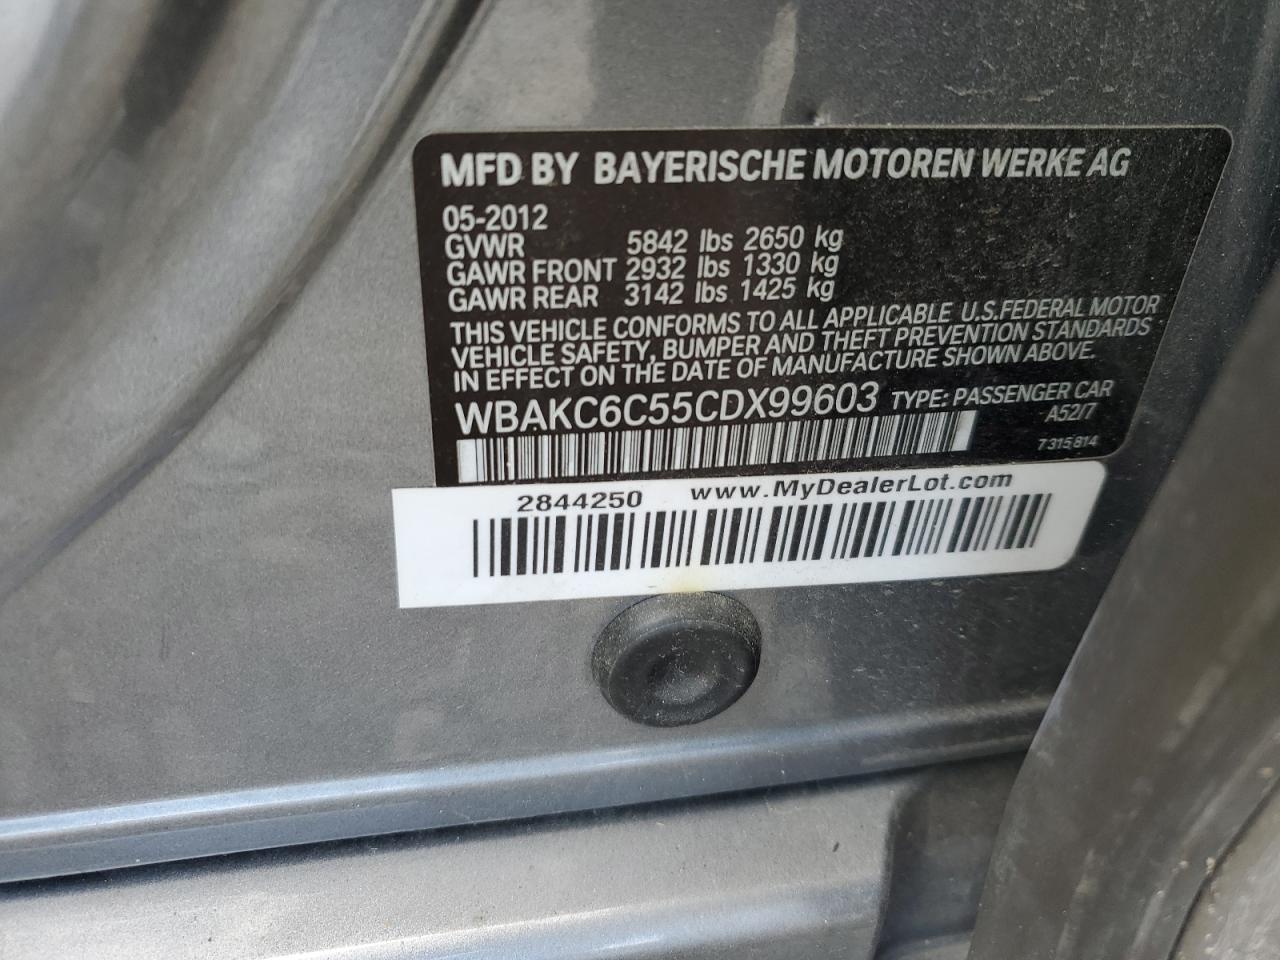 MFD BY BAYERISCHE MOTOREN WERKE AG
05-2012
GVWR 5842 lbs 2650 kg
GAWR FRONT 2932 lbs 1330 kg
GAWR REAR 3142 lbs 1425 kg
THIS VEHICLE CONFORMS TO ALL APPLICABLE U.S.FEDERAL MOTOR
VEHICLE SAFETY, BUMPER AND THEFT PREVENTION STANDARDS
IN EFFECT ON THE DATE OF MANUFACTURE SHOWN ABOVE.
WBAKC6C55CDX99603 TYPE: PASSENGER CAR
A52/7
7315814
2844250 www.MyDealerLot.com